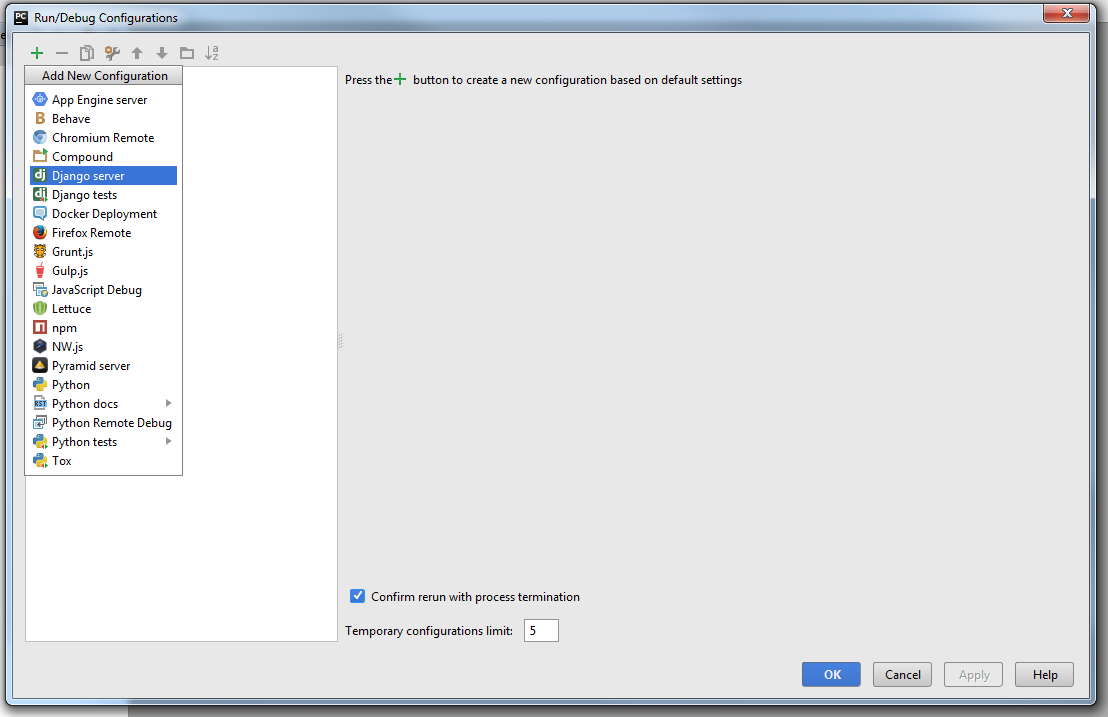 PC Run/Debug Configurations
Add New Configuration
Press the + button to create a new configuration based on default settings
App Engine server
B Behave
Chromium Remote
Compound
dj Django server
dj Django tests
Docker Deployment
Firefox Remote
Grunt.js
Gulp.js
JavaScript Debug
Lettuce
npm
NW.js
Pyramid server
Python
RST Python docs
Python Remote Debug
Python tests
Tox
Confirm rerun with process termination
Temporary configurations limit: 5
OK Cancel Apply Help